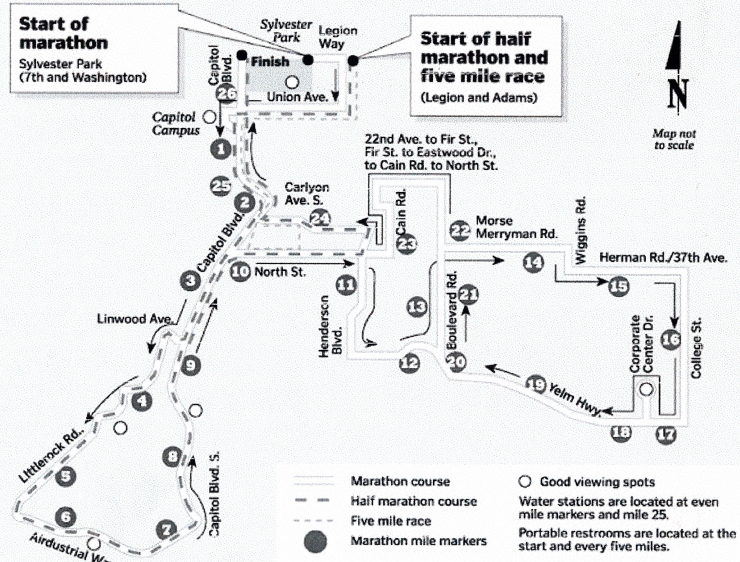 Start of
marathon
Sylvester Park
(7th and Washington)
Sylvester
Park
Legion
Way
Start of half
marathon and
five mile race
(Legion and Adams)
N
Map not
to scale
Capitol
Blvd.
Finish
Union Ave.
26
Capitol
Campus
1
25
2
Carlyon
Ave. S.
24
22nd Ave. to Fir St.,
Fir St. to Eastwood Dr.,
to Cain Rd. to North St.
Cain Rd.
23
22
Morse
Merryman Rd.
14
Wiggins Rd.
Herman Rd./37th Ave.
15
Capitol Blvd.
3
10
North St.
11
13
Boulevard Rd.
21
16
College St.
Linwood Ave.
9
Henderson
Blvd.
12
20
19
Yelm Hwy.
Corporate
Center Dr.
18
17
4
Littlerock Rd..
5
8
Capitol Blvd S.
6
7
Airdustrial
Marathon course
Half marathon course
Five mile race
Marathon mile markers
Good viewing spots
Water stations are located at even
mile markers and mile 25.
Portable restrooms are located at the
start and every five miles.